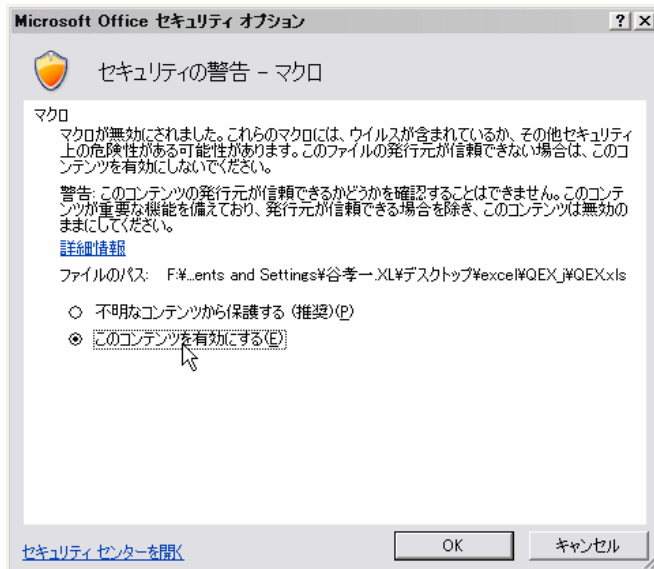 Microsoft Office セキュリティ オプション
セキュリティの警告 - マクロ
マクロ
マクロが無効にされました。これらのマクロには、ウイルスが含まれているか、その他セキュリティ
上の危険性がある可能性があります。このファイルの発行元が信頼できない場合は、このコ
ンテンツを有効にしないでください。
警告: このコンテンツの発行元が信頼できるかどうかを確認することはできません。このコンテ
ンツが重要な機能を備えており、発行元が信頼できる場合を除き、このコンテンツは無効の
ままにしてください。
詳細情報
ファイルのパス: F:¥...ents and Settings¥谷孝一.XL¥デスクトップ¥excel¥QEX_j¥QEX.xls
不明なコンテンツから保護する (推奨)(P)
このコンテンツを有効にする(E)
セキュリティ センターを開く
OK
キャンセル